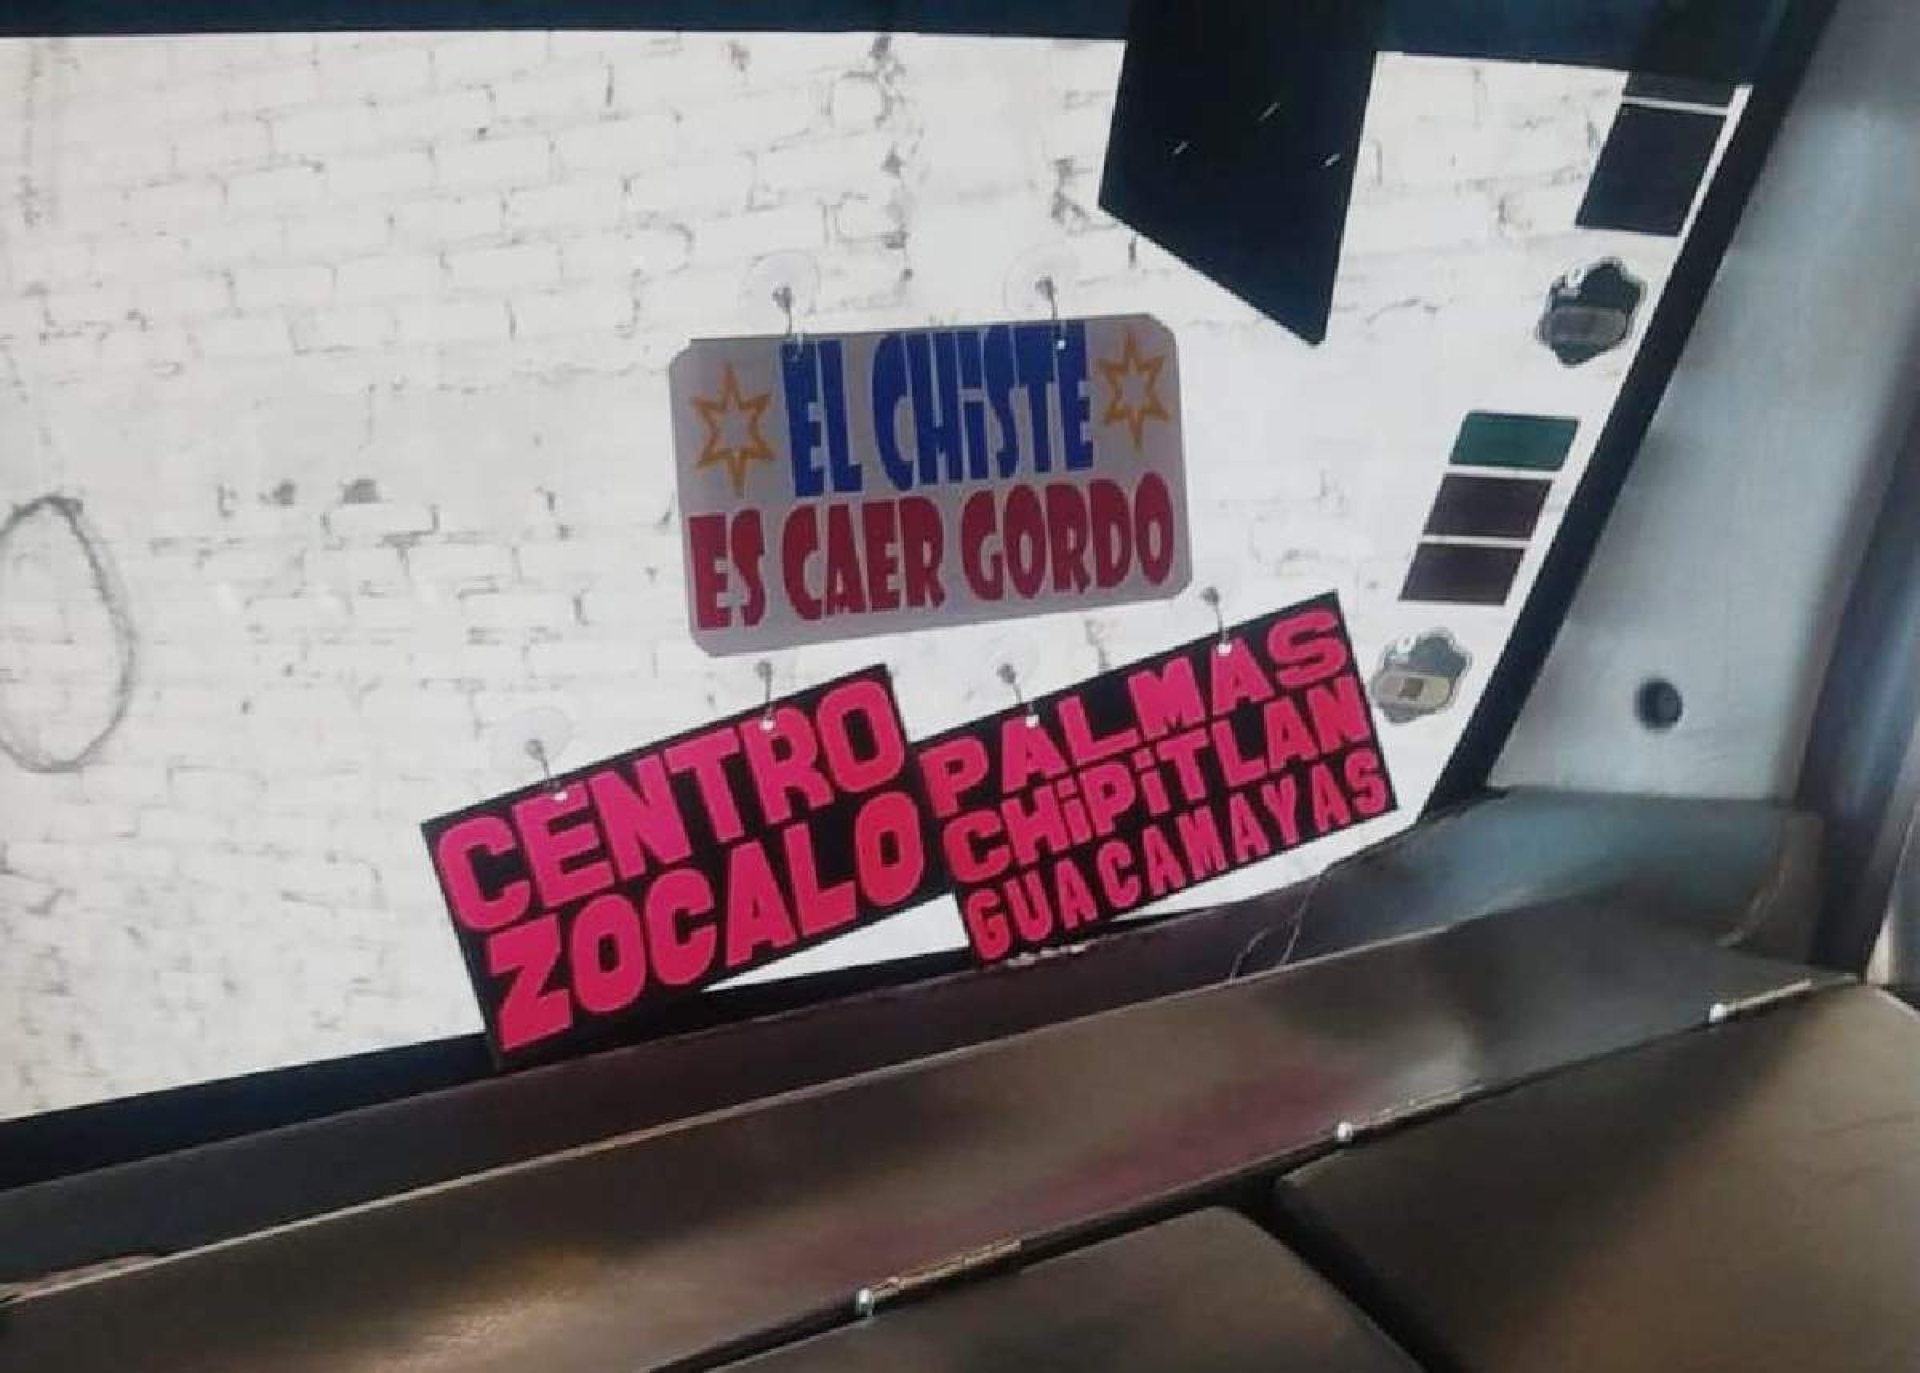 EL CHiSTE
ES CAER GORDO
CENTRO
ZOCALO
PALMAS
CHiPiTLAN
GUACAMAYAS